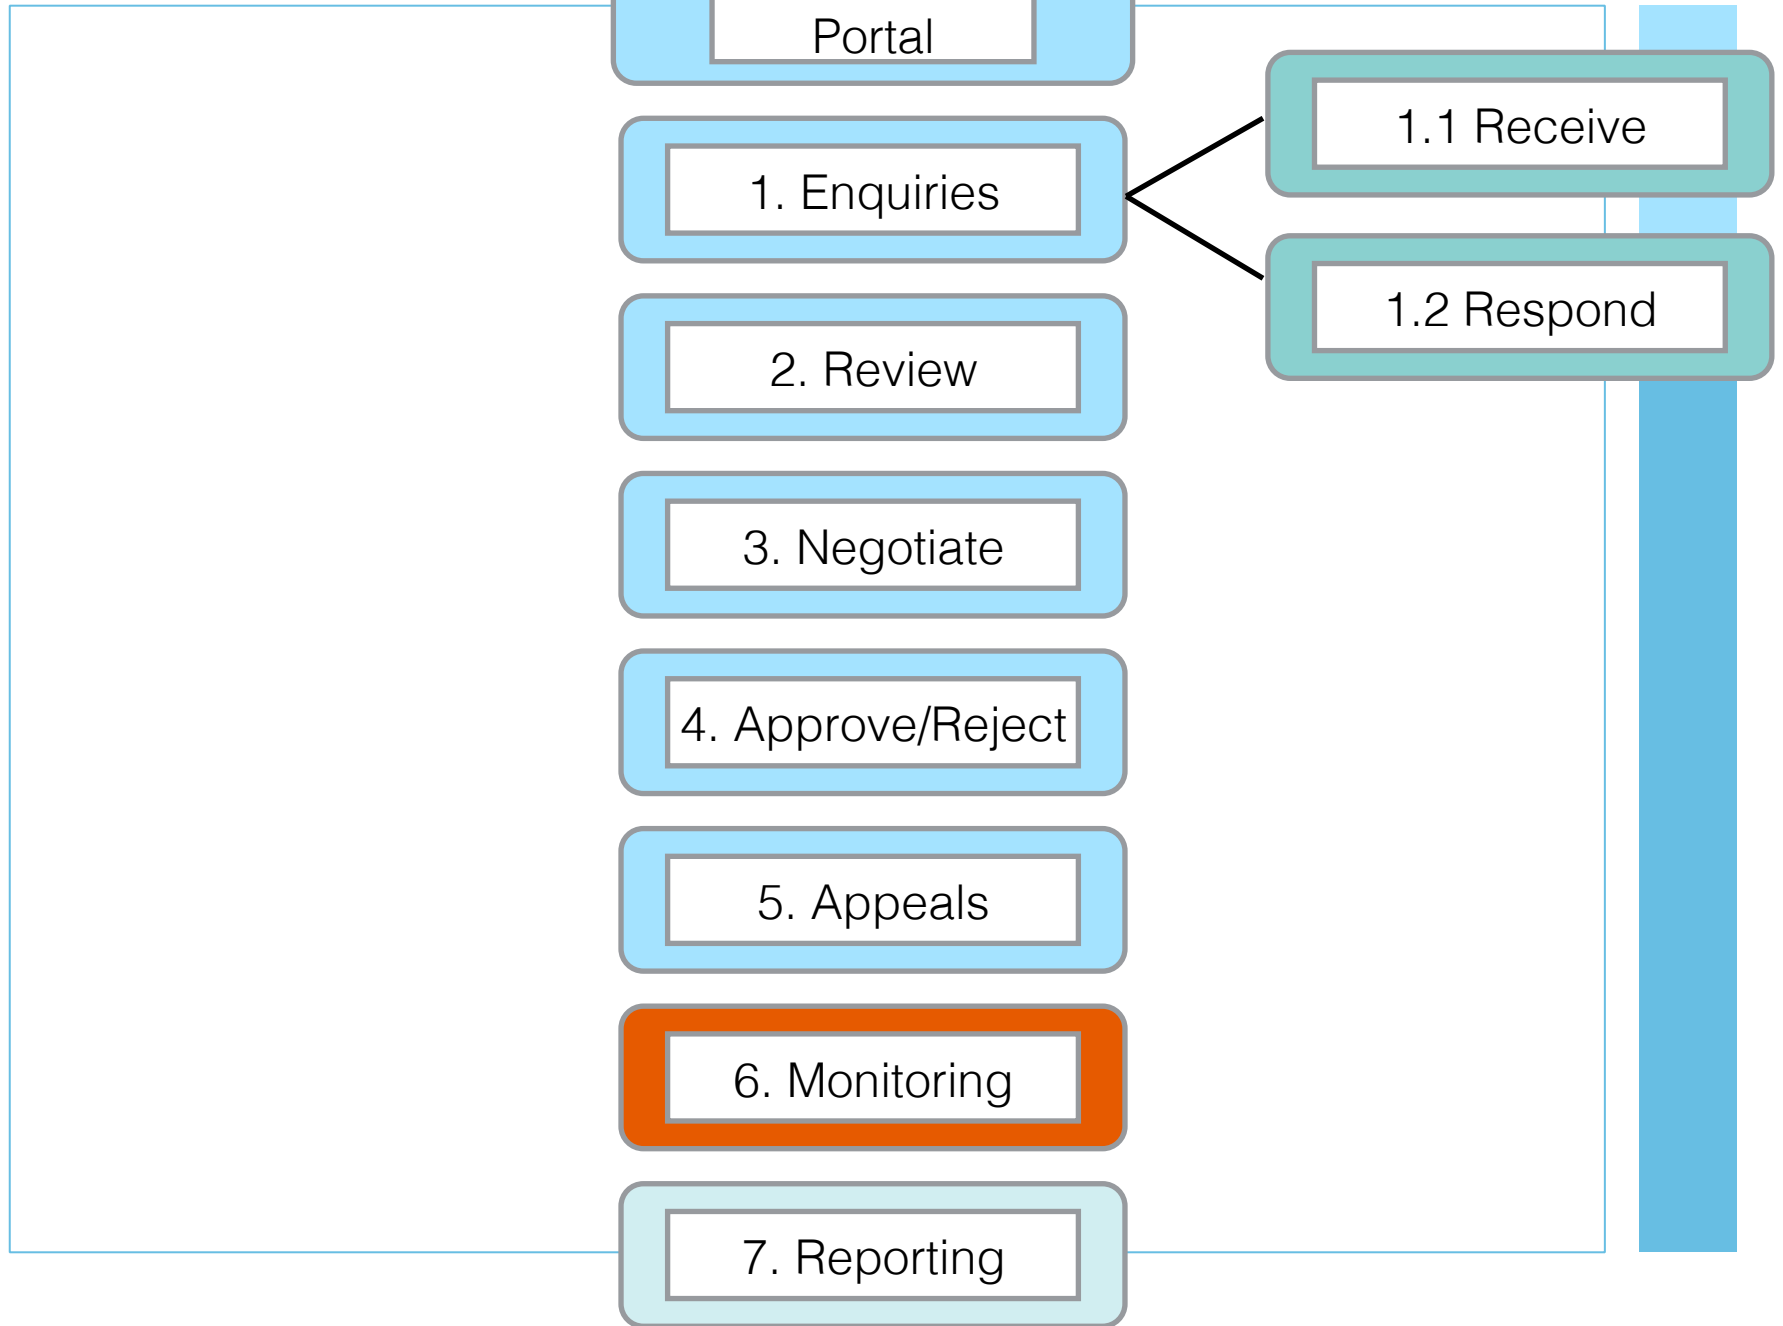 Portal
1. Enquiries
1.1 Receive
1.2 Respond
2. Review
3. Negotiate
4. Approve/Reject
5. Appeals
6. Monitoring
7. Reporting